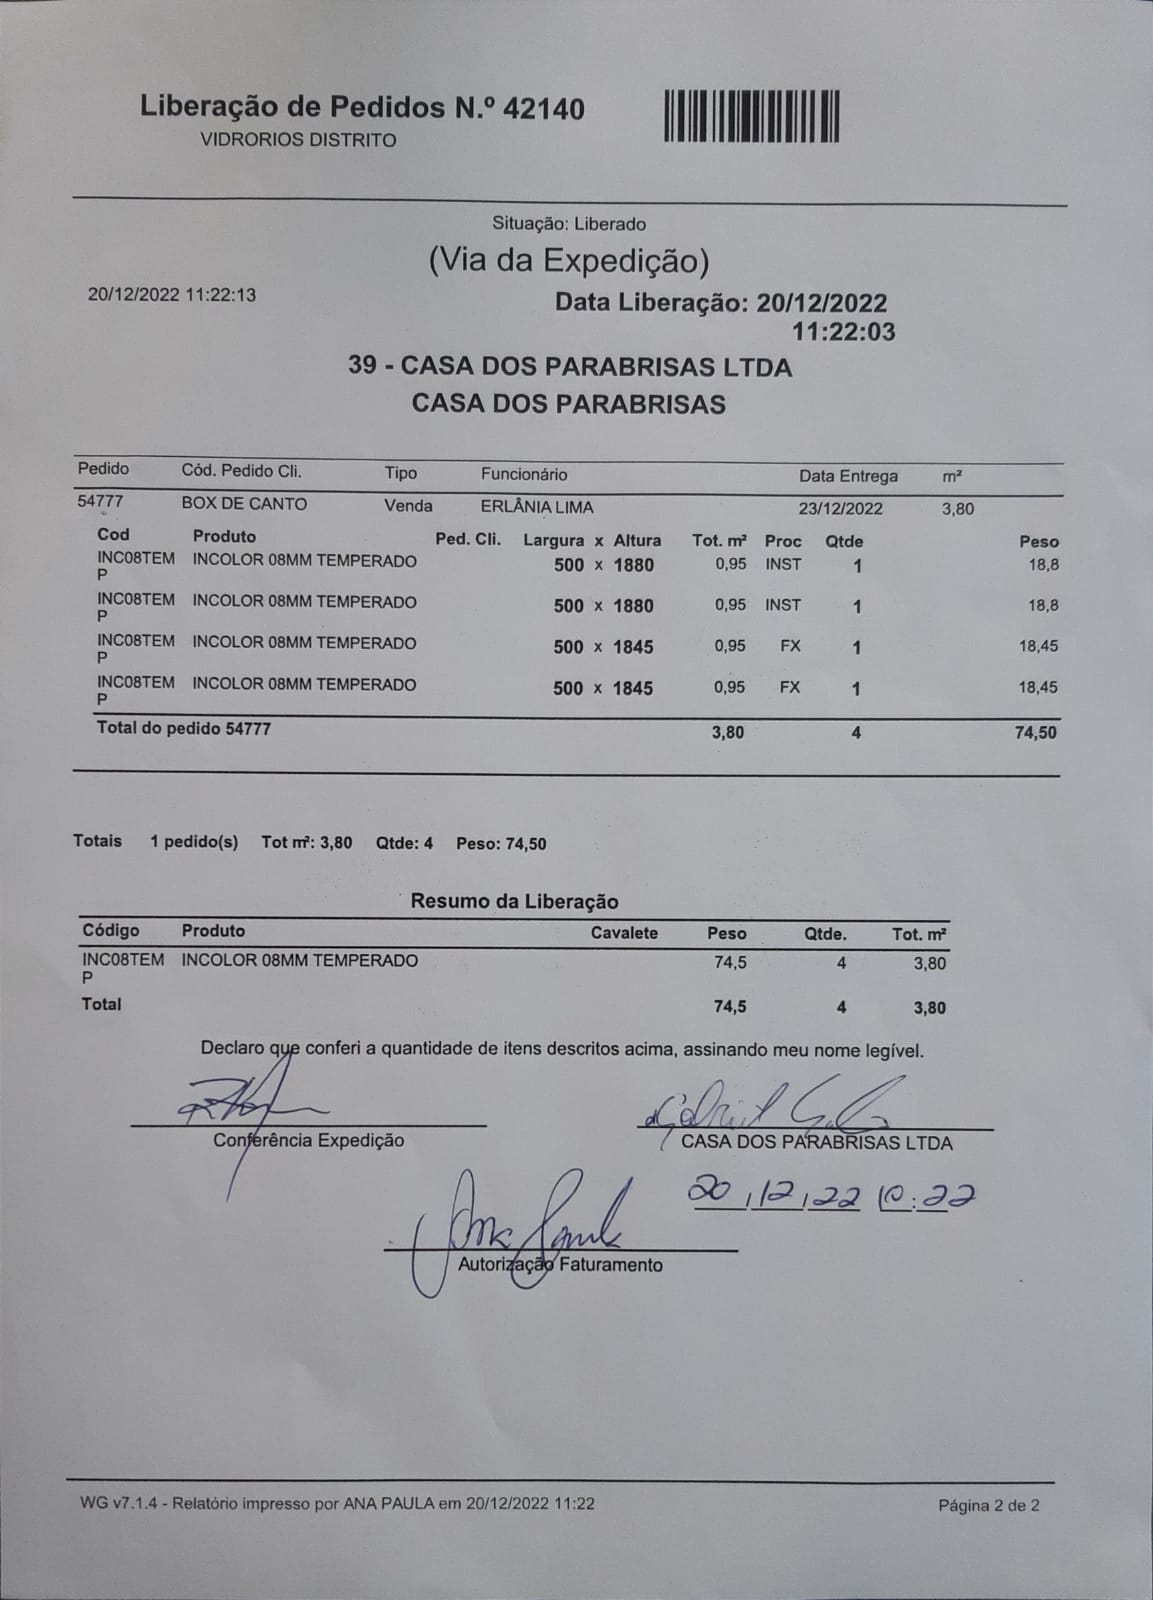 Liberação de Pedidos N.º 42140
VIDRORIOS DISTRITO
Situação: Liberado
(Via da Expedição)
20/12/2022 11:22:13
Data Liberação: 20/12/2022
11:22:03
39 - CASA DOS PARABRISAS LTDA
CASA DOS PARABRISAS
Pedido Cód. Pedido Cli. Tipo Funcionário Data Entrega m²
54777 BOX DE CANTO Venda ERLÂNIA LIMA 23/12/2022 3,80
Cod Produto Ped. Cli. Largura x Altura Tot. m² Proc Qtde Peso
INC08TEM INCOLOR 08MM TEMPERADO 500 x 1880 0,95 INST 1 18,8
P
INC08TEM INCOLOR 08MM TEMPERADO 500 x 1880 0,95 INST 1 18,8
P
INC08TEM INCOLOR 08MM TEMPERADO 500 x 1845 0,95 FX 1 18,45
P
INC08TEM INCOLOR 08MM TEMPERADO 500 x 1845 0,95 FX 1 18,45
P
Total do pedido 54777 3,80 4 74,50
Totais 1 pedido(s) Tot m²: 3,80 Qtde: 4 Peso: 74,50
Resumo da Liberação
Código Produto Cavalete Peso Qtde. Tot. m²
INC08TEM INCOLOR 08MM TEMPERADO 74,5 4 3,80
P
Total 74,5 4 3,80
Declaro que conferi a quantidade de itens descritos acima, assinando meu nome legível.
Gabriel
Conferência Expedição CASA DOS PARABRISAS LTDA
20/12/22
Ana Paula
Autorização Faturamento
WG v7.1.4 - Relatório impresso por ANA PAULA em 20/12/2022 11:22 Página 2 de 2